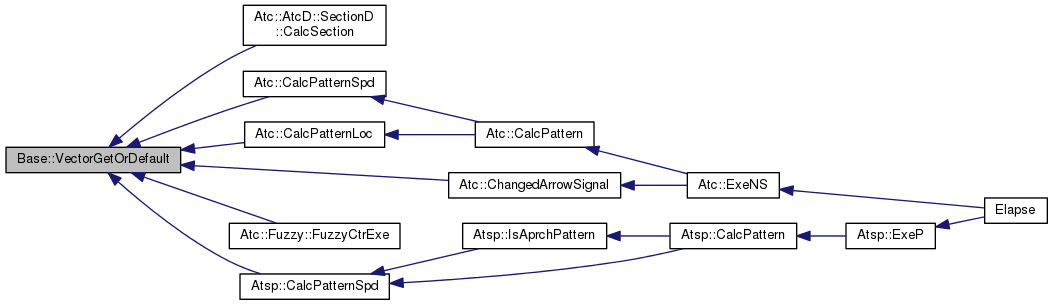 Atc::AtcD::SectionD
::CalcSection
Atc::CalcPatternSpd
Atc::CalcPatternLoc
Atc::CalcPattern
Base::VectorGetOrDefault
Atc::ChangedArrowSignal
Atc::ExeNS
Elapse
Atc::Fuzzy::FuzzyCtrExe
Atsp::IsAprchPattern
Atsp::CalcPattern
Atsp::ExeP
Atsp::CalcPatternSpd